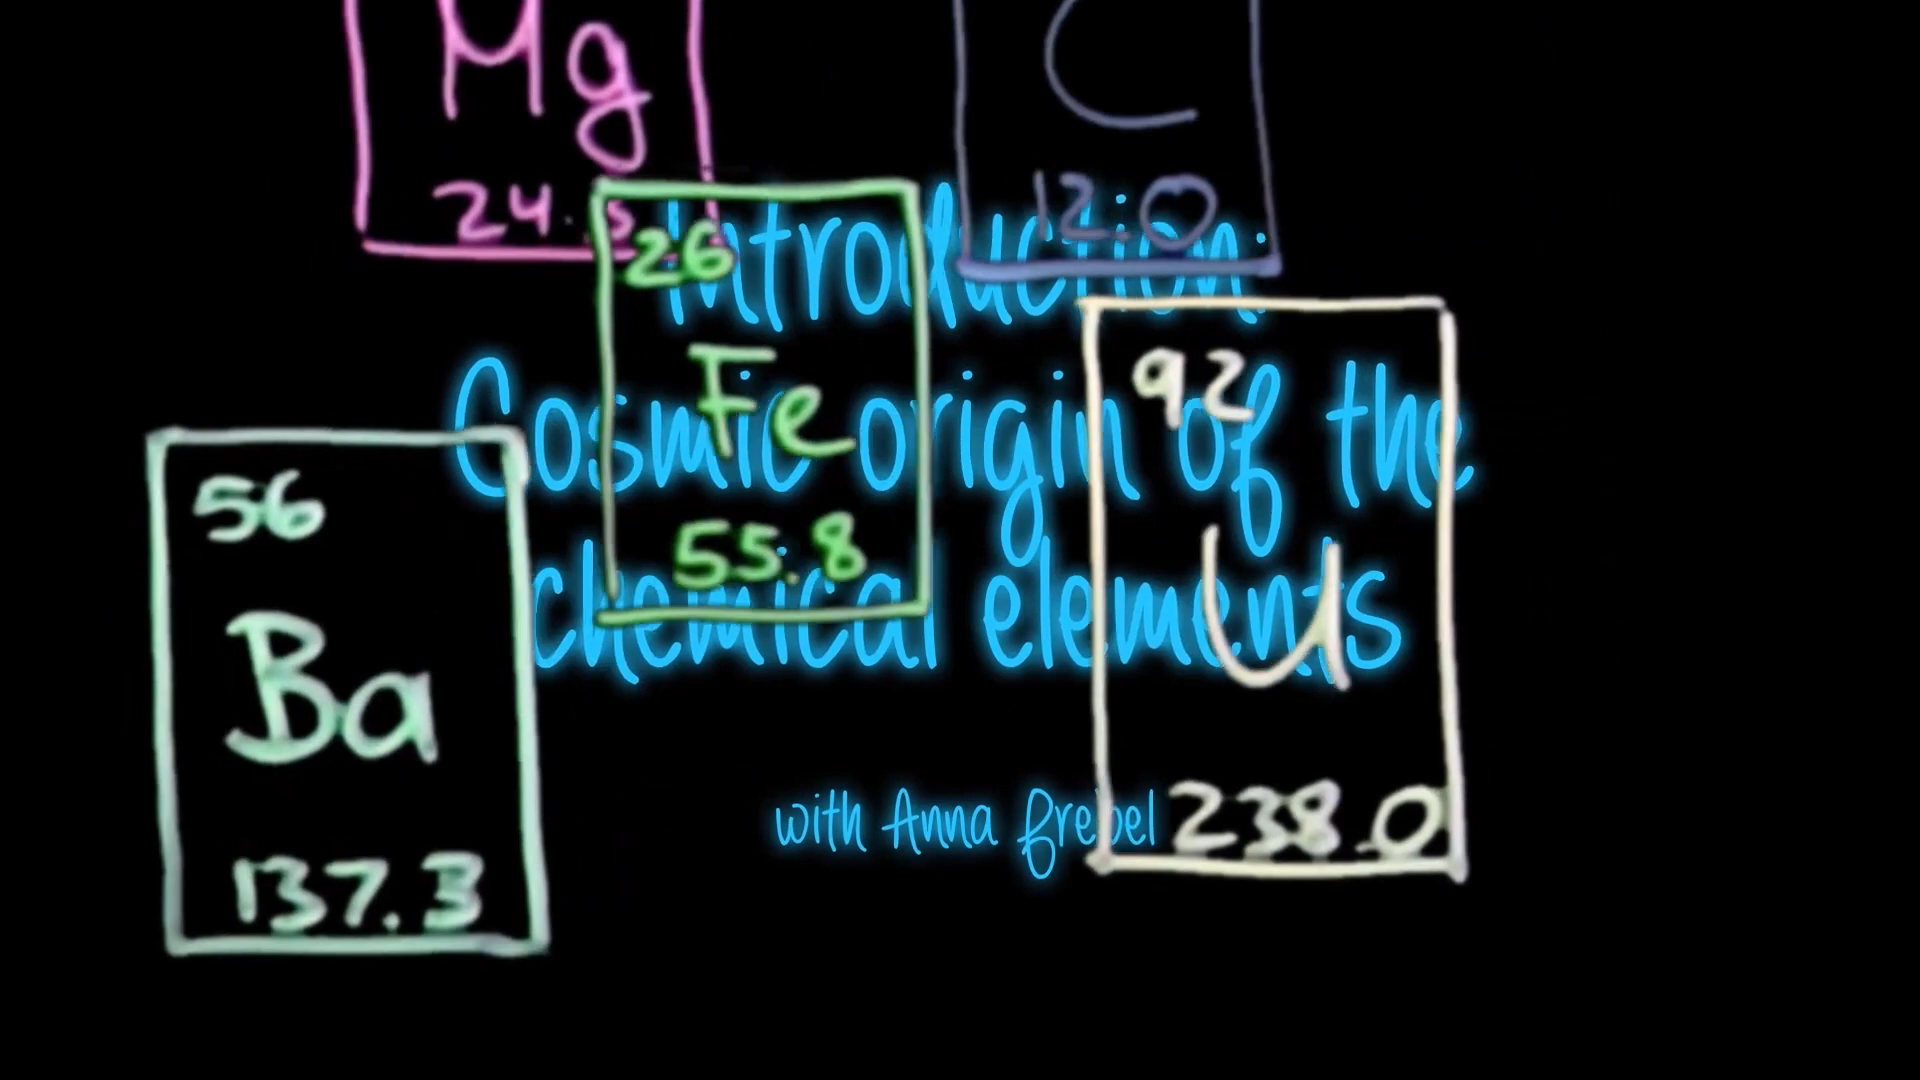 Mg
24.3
C
12.0
Introduction:
Cosmic origin of the
chemical elements
with Anna Frebel
26
Fe
55.8
92
U
238.0
56
Ba
137.3